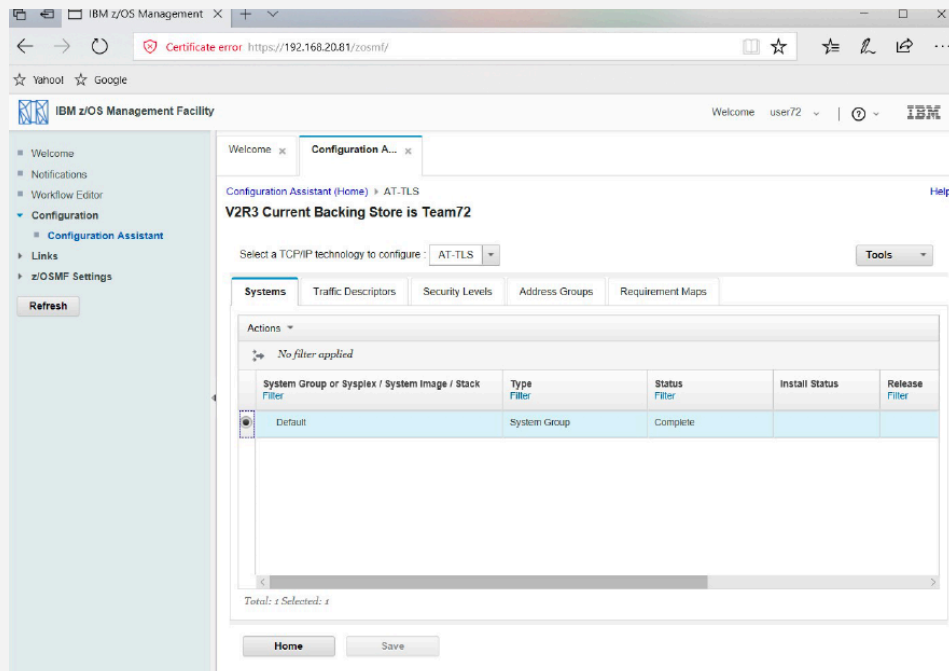 IBM z/OS Management
Certificate error https://192.168.20.81/zosmf/
Yahoo! Google
IBM z/OS Management Facility
Welcome user72
IBM
Welcome
Notifications
Workflow Editor
Configuration
Configuration Assistant
Links
z/OSMF Settings
Refresh
Welcome Configuration A...
Configuration Assistant (Home) AT-TLS
Help
V2R3 Current Backing Store is Team72
Select a TCP/IP technology to configure : AT-TLS
Tools
Systems Traffic Descriptors Security Levels Address Groups Requirement Maps
Actions
No filter applied
System Group or Sysplex / System Image / Stack Type Status Install Status Release
Filter Filter Filter Filter
Default System Group Complete
Total: 1 Selected: 1
Home Save